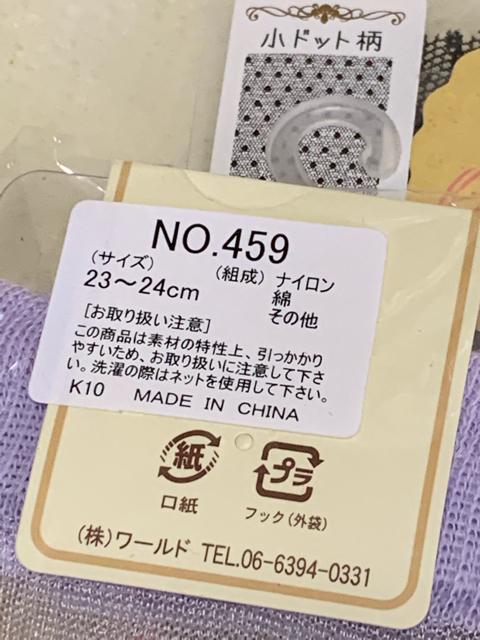 小ドット柄
NO.459
(サイズ) (組成) ナイロン
23〜24cm 綿
その他
[お取り扱い注意]
この商品は素材の特性上、引っかかり
やすいため、お取り扱いに注意して下さ
い。洗濯の際はネットを使用して下さい。
K10 MADE IN CHINA
紙 プラ
口紙 フック(外袋)
(株)ワールド TEL.06-6394-0331